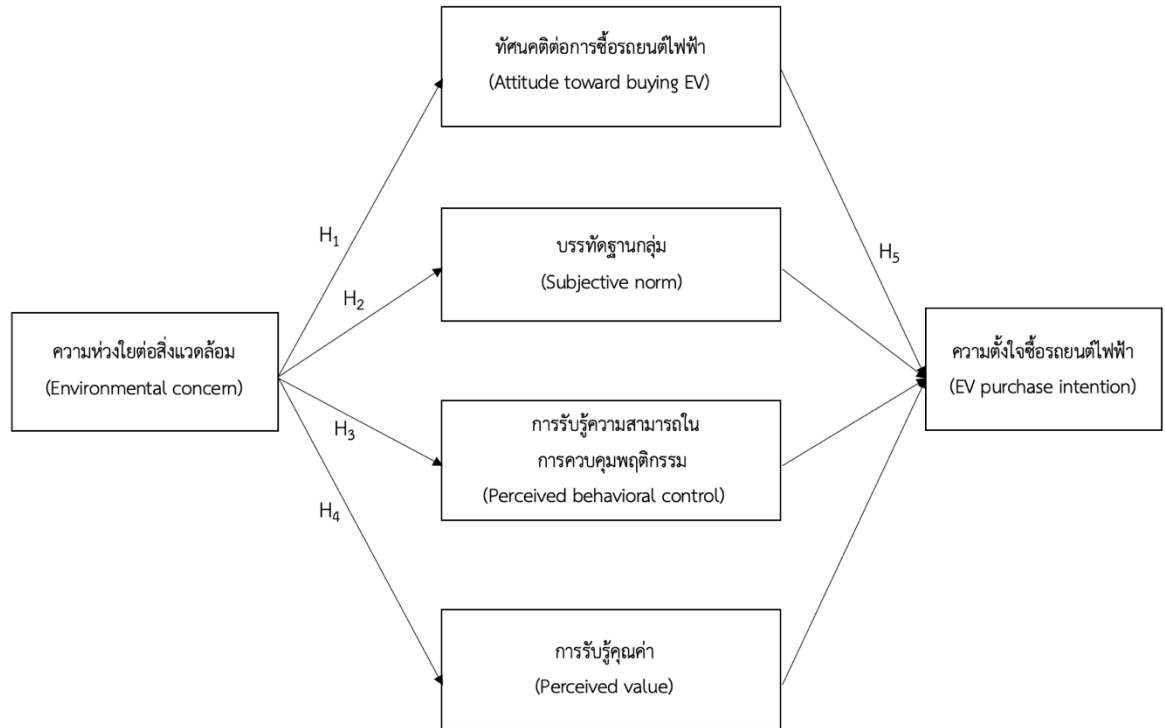 ทัศนคติต่อการซื้อรถยนต์ไฟฟ้า
(Attitude toward buying EV)
H1
บรรทัดฐานกลุ่ม
(Subjective norm)
H5
H2
ความห่วงใยต่อสิ่งแวดล้อม
(Environmental concern)
ความตั้งใจซื้อรถยนต์ไฟฟ้า
(EV purchase intention)
H3
การรับรู้ความสามารถใน
การควบคุมพฤติกรรม
(Perceived behavioral control)
H4
การรับรู้คุณค่า
(Perceived value)